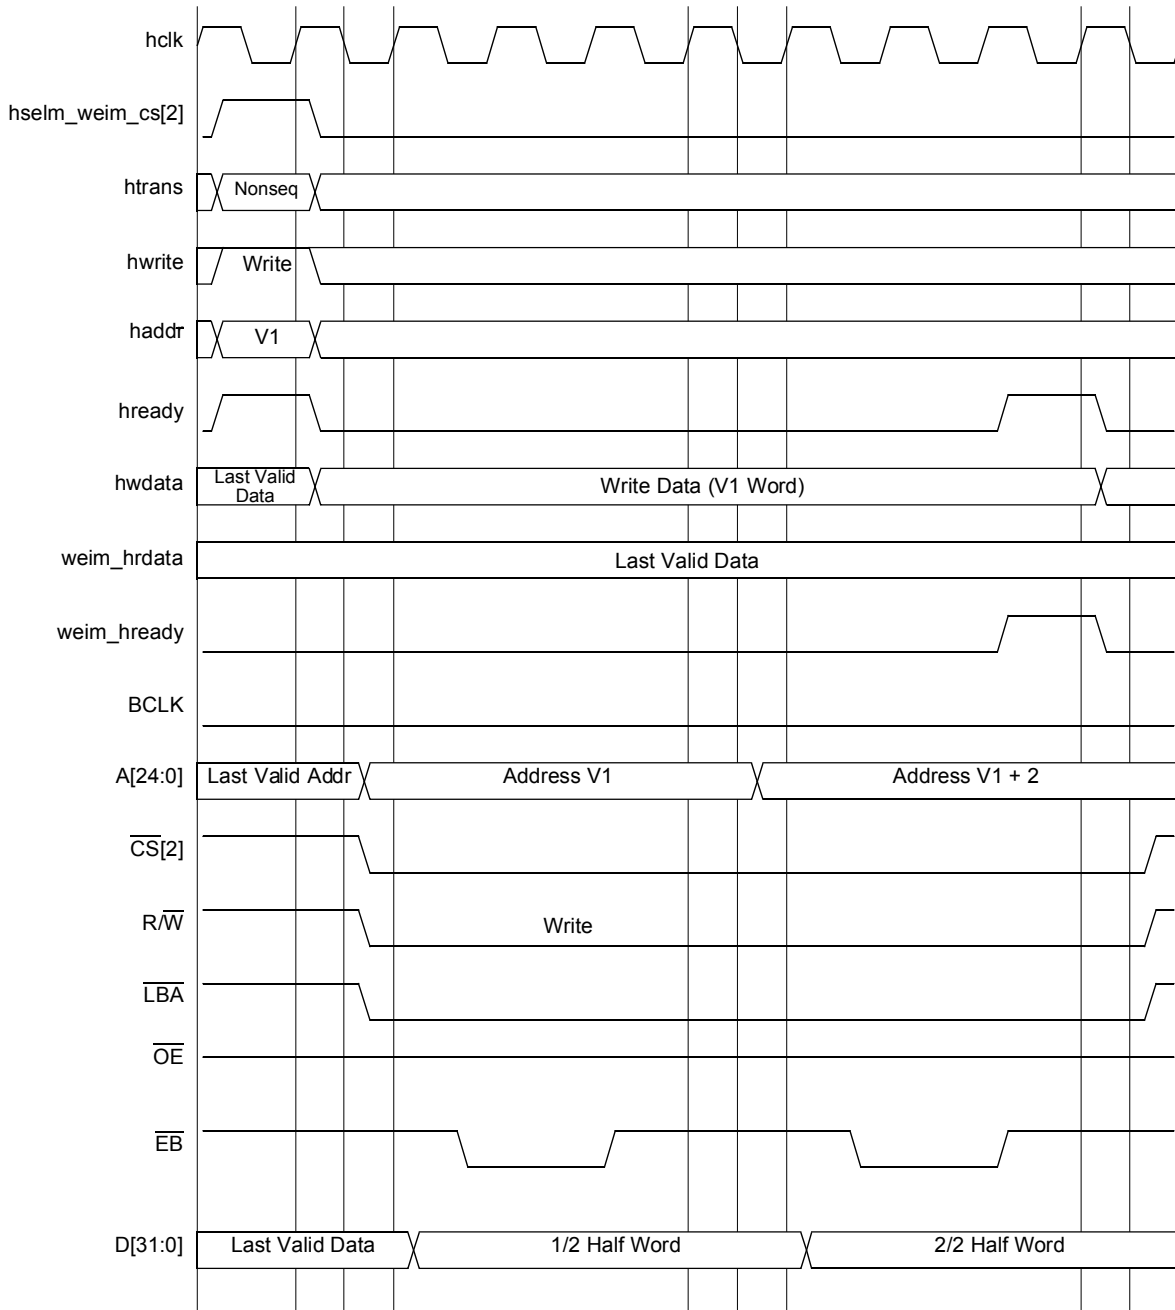 hclk
hselm_weim_cs[2]
htrans
Nonseq
hwrite
Write
haddr
V1
hready
hwdata
Last Valid
Data
Write Data (V1 Word)
weim_hrdata
Last Valid Data
weim_hready
BCLK
A[24:0]
Last Valid Addr
Address V1
Address V1 + 2
CS[2]
R/W
Write
LBA
OE
EB
D[31:0]
Last Valid Data
1/2 Half Word
2/2 Half Word